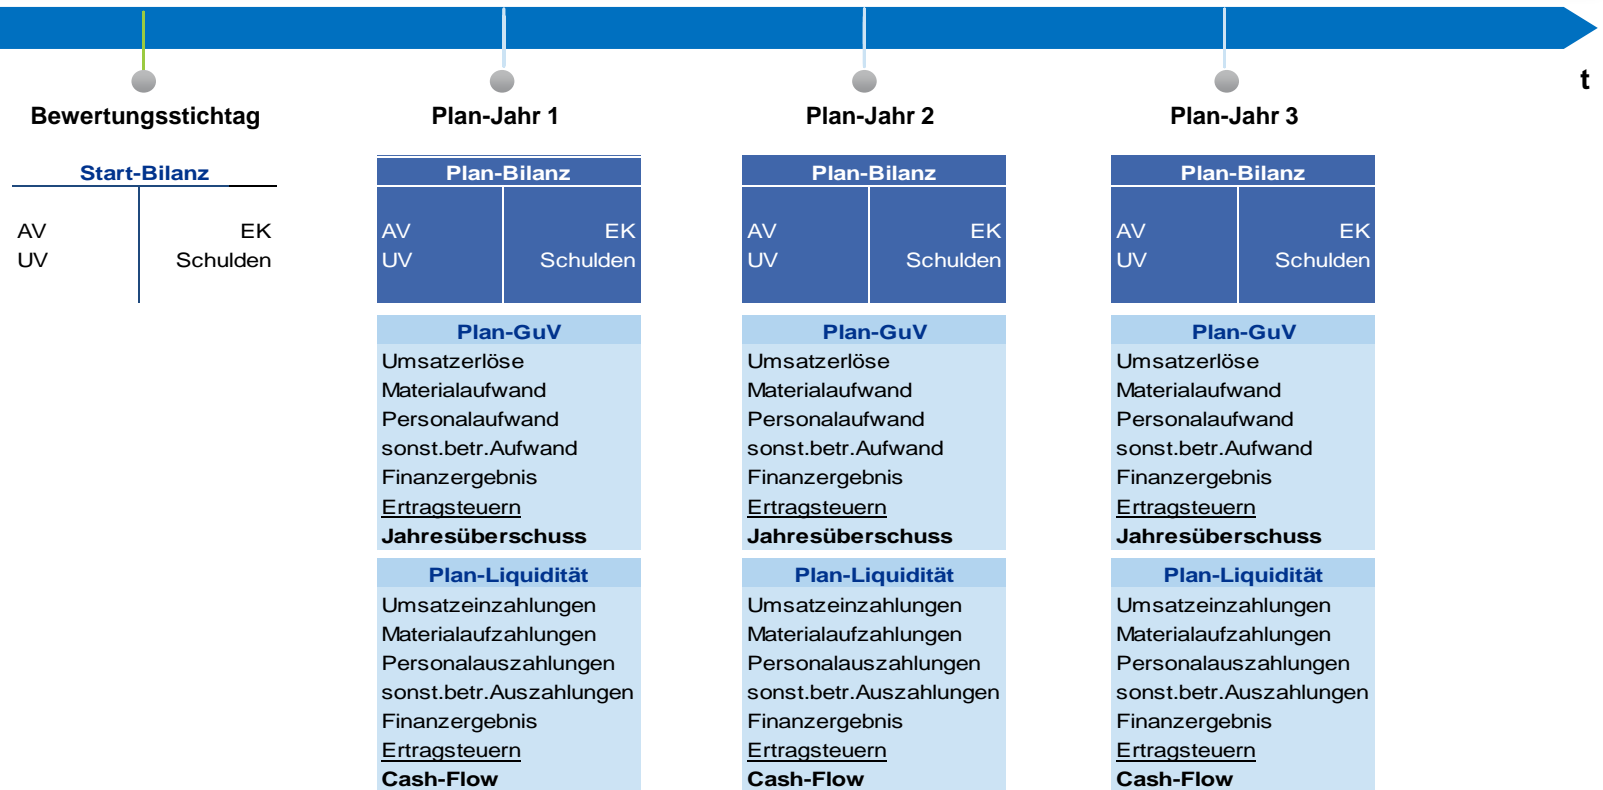 t
Bewertungsstichtag
Plan-Jahr 1
Plan-Jahr 2
Plan-Jahr 3
Start-Bilanz
AV EK
UV Schulden
Plan-Bilanz
AV EK
UV Schulden
Plan-GuV
Umsatzerlöse
Materialaufwand
Personalaufwand
sonst.betr.Aufwand
Finanzergebnis
Ertragsteuern
Jahresüberschuss
Plan-Liquidität
Umsatzeinzahlungen
Materialaufzahlungen
Personalauszahlungen
sonst.betr.Auszahlungen
Finanzergebnis
Ertragsteuern
Cash-Flow
Plan-Bilanz
AV EK
UV Schulden
Plan-GuV
Umsatzerlöse
Materialaufwand
Personalaufwand
sonst.betr.Aufwand
Finanzergebnis
Ertragsteuern
Jahresüberschuss
Plan-Liquidität
Umsatzeinzahlungen
Materialaufzahlungen
Personalauszahlungen
sonst.betr.Auszahlungen
Finanzergebnis
Ertragsteuern
Cash-Flow
Plan-Bilanz
AV EK
UV Schulden
Plan-GuV
Umsatzerlöse
Materialaufwand
Personalaufwand
sonst.betr.Aufwand
Finanzergebnis
Ertragsteuern
Jahresüberschuss
Plan-Liquidität
Umsatzeinzahlungen
Materialaufzahlungen
Personalauszahlungen
sonst.betr.Auszahlungen
Finanzergebnis
Ertragsteuern
Cash-Flow